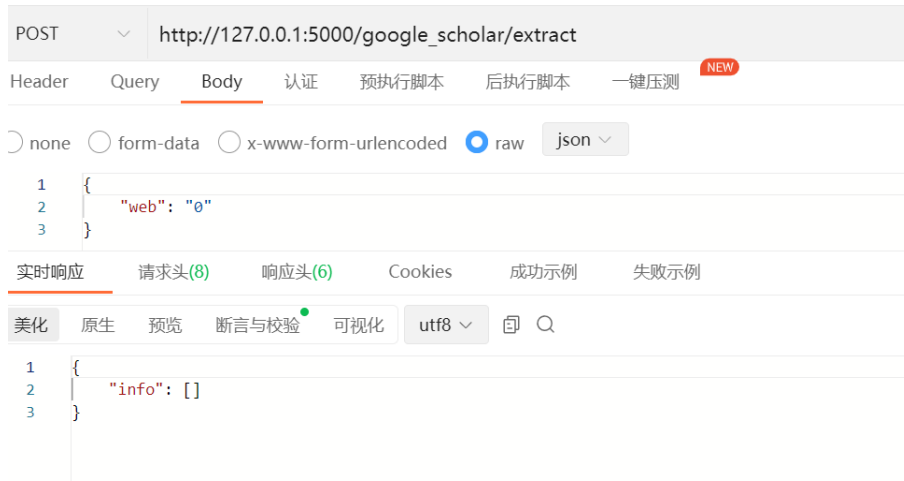 POST http://127.0.0.1:5000/google_scholar/extract
Header Query Body 认证 预执行脚本 后执行脚本 一键压测 NEW
none form-data x-www-form-urlencoded raw json
1 {
2 "web": "0"
3 }
实时响应 请求头(8) 响应头(6) Cookies 成功示例 失败示例
美化 原生 预览 断言与校验 可视化 utf8
1 {
2 "info": []
3 }